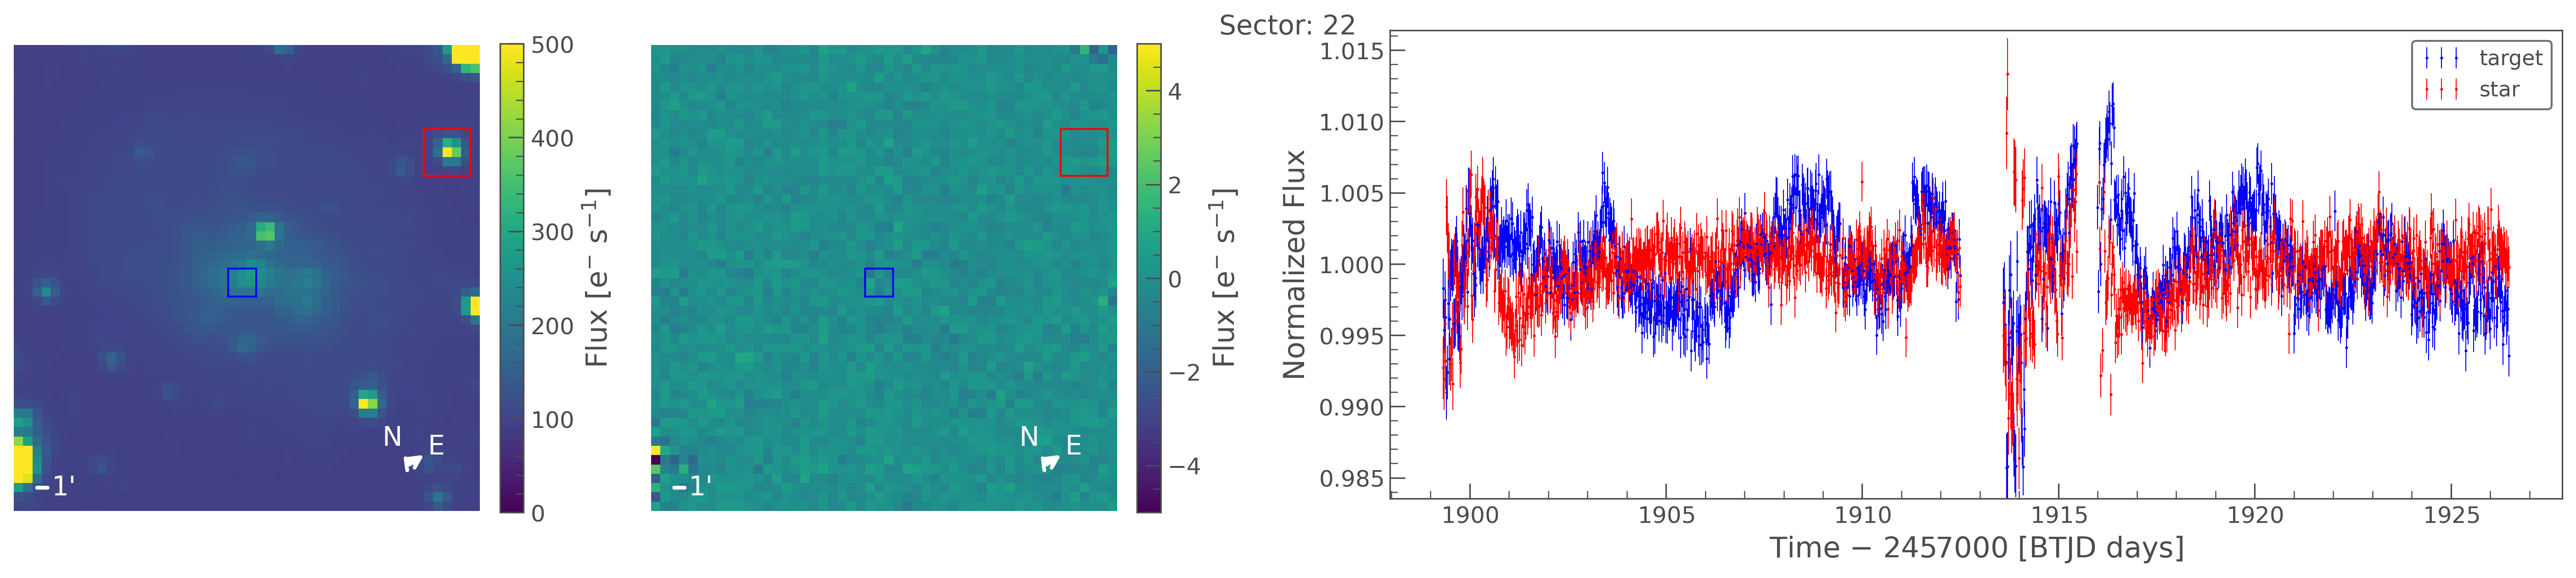 Sector: 22
500
400
300
200
100
0
Flux [e⁻ s⁻¹]
N
E
1'
4
2
0
−2
−4
Flux [e⁻ s⁻¹]
N
E
1'
1.015
1.010
1.005
1.000
0.995
0.990
0.985
Normalized Flux
target
star
1900
1905
1910
1915
1920
1925
Time − 2457000 [BTJD days]